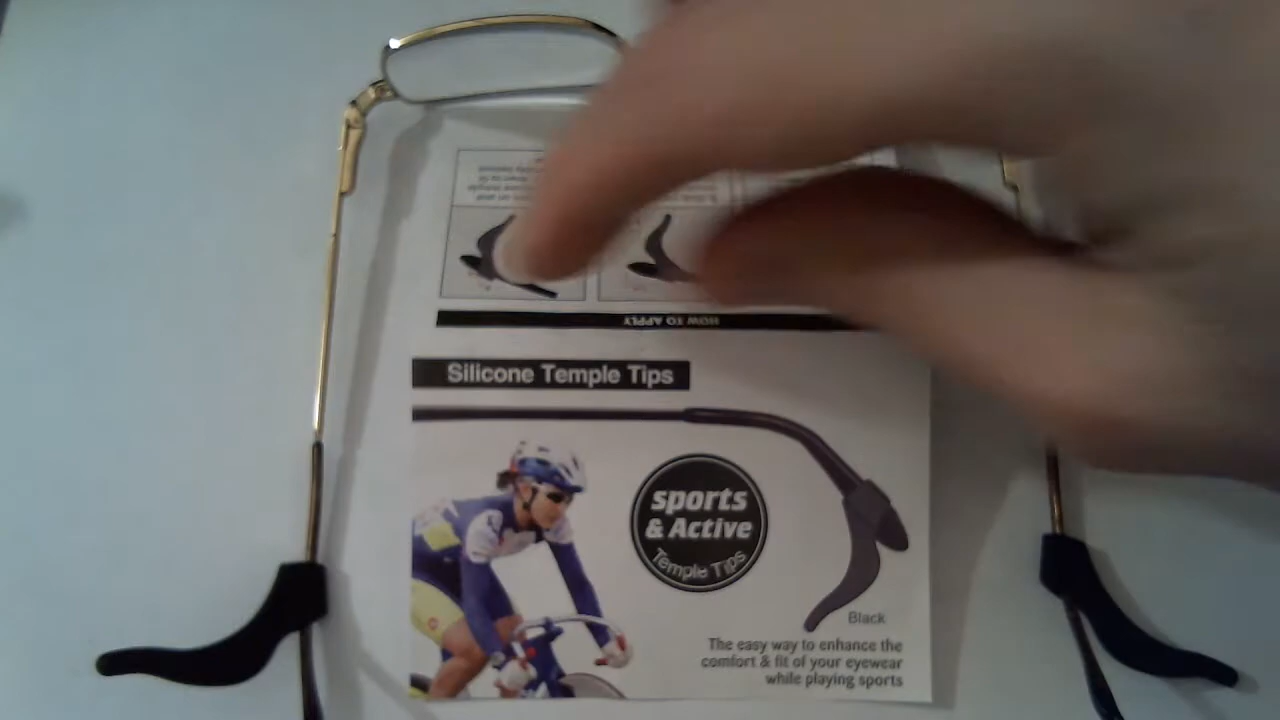 HOW TO APPLY
Silicone Temple Tips
sports
& Active
Temple Tips
Black
The easy way to enhance the
comfort & fit of your eyewear
while playing sports